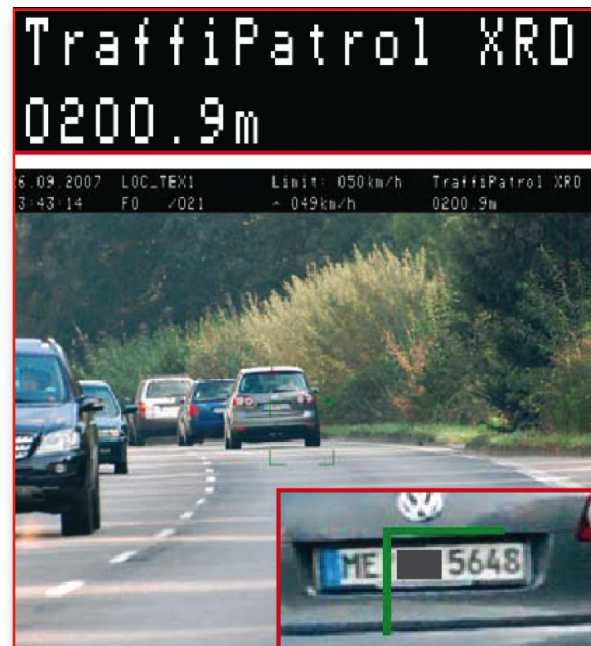 TraffiPatrol XRD
0200.9m
6.09.2007 LOC_TEX1 Limit: 050km/h TraffiPatrol XRD
3:43:14 F0 /021 ~ 049km/h 0200.9m
ME 5648